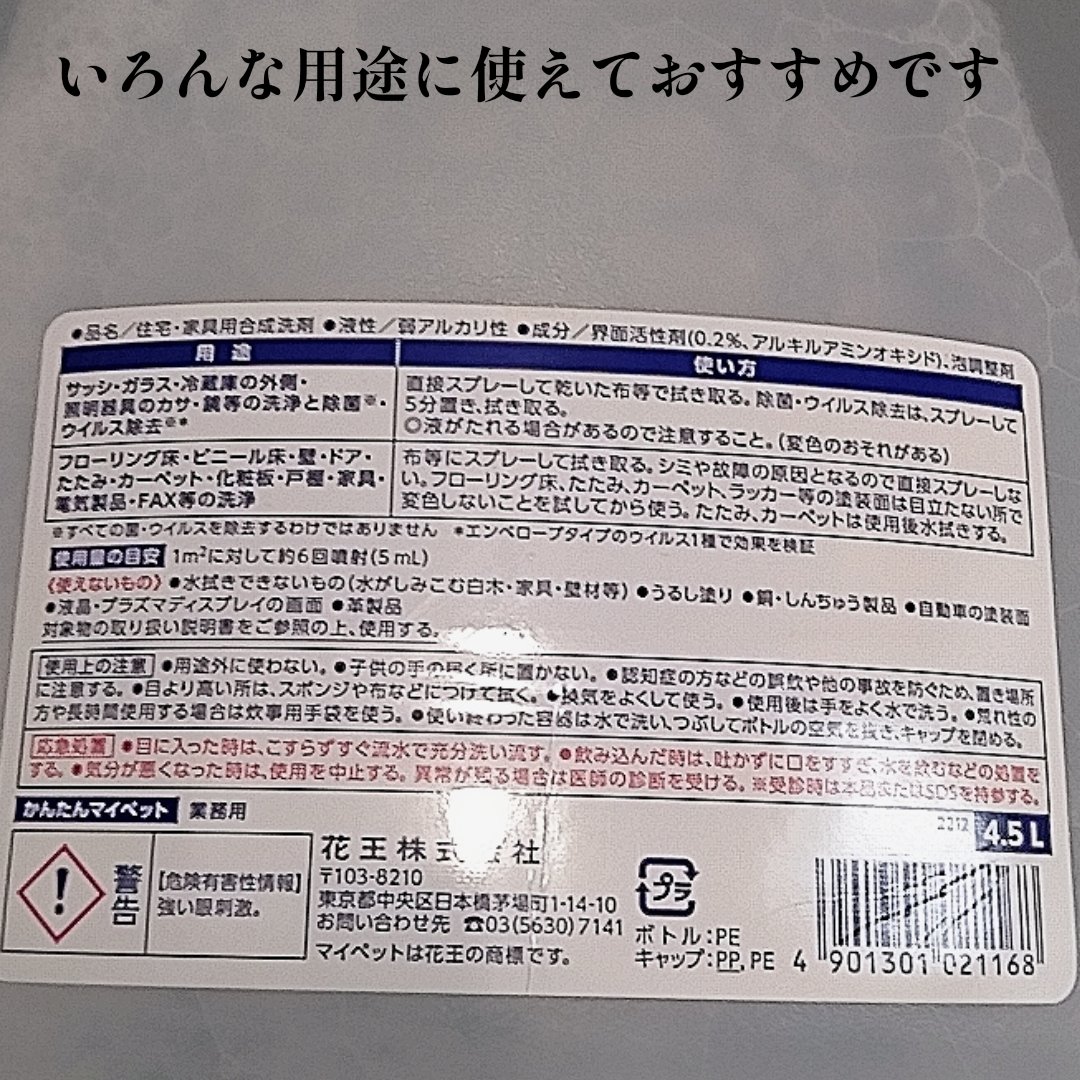 いろんな用途に使えておすすめです
●品名/住宅・家具用合成洗剤 ●液性/弱アルカリ性 ●成分/界面活性剤(0.2%、アルキルアミンオキシド)、泡調整剤
用 途
使い方
サッシ・ガラス・冷蔵庫の外側・
照明器具のカサ・鏡等の洗浄と除菌※・
ウイルス除去※*
直接スプレーして乾いた布等で拭き取る。除菌・ウイルス除去は、スプレーして
5分置き、拭き取る。
◎液がたれる場合があるので注意すること。(変色のおそれがある)
フローリング床・ビニール床・壁・ドア・
たたみ・カーペット・化粧板・戸棚・家具・
電気製品・FAX等の洗浄
布等にスプレーして拭き取る。シミや故障の原因となるので直接スプレーしな
い。フローリング床、たたみ、カーペット、ラッカー等の塗装面は目立たない所で
変色しないことを試してから使う。たたみ、カーペットは使用後水拭きする。
※すべての菌・ウイルスを除去するわけではありません *エンベロープタイプのウイルス1種で効果を検証
使用量の目安 1m²に対して約6回噴射(5mL)
〈使えないもの〉●水拭きできないもの(水がしみこむ白木・家具・壁材等) ●うるし塗り ●銅・しんちゅう製品 ●自動車の塗装面
●液晶・プラズマディスプレイの画面 ●革製品
対象物の取り扱い説明書をご参照の上、使用する。
使用上の注意 ●用途外に使わない。●子供の手の届く所に置かない。●認知症の方などの誤飲や他の事故を防ぐため、置き場所
に注意する。●目より高い所は、スポンジや布などにつけて拭く。●換気をよくして使う。●使用後は手をよく水で洗う。●荒れ性の
方や長時間使用する場合は炊事用手袋を使う。●使い終わった容器は水で洗い、つぶしてボトルの空気を抜き、キャップを閉める。
応急処置 ●目に入った時は、こすらずすぐ流水で充分洗い流す。●飲み込んだ時は、吐かずに口をすすぎ、水を飲むなどの処置を
する。●気分が悪くなった時は、使用を中止する。異常が残る場合は医師の診断を受ける。※受診時は本品またはSDSを持参する。
かんたんマイペット 業務用
2212 4.5L
警告
【危険有害性情報】
強い眼刺激。
花王株式会社
〒103-8210
東京都中央区日本橋茅場町1-14-10
お問い合わせ先 ☎03(5630)7141
マイペットは花王の商標です。
プラ
ボトル:PE
キャップ:PP, PE
4 901301 021168